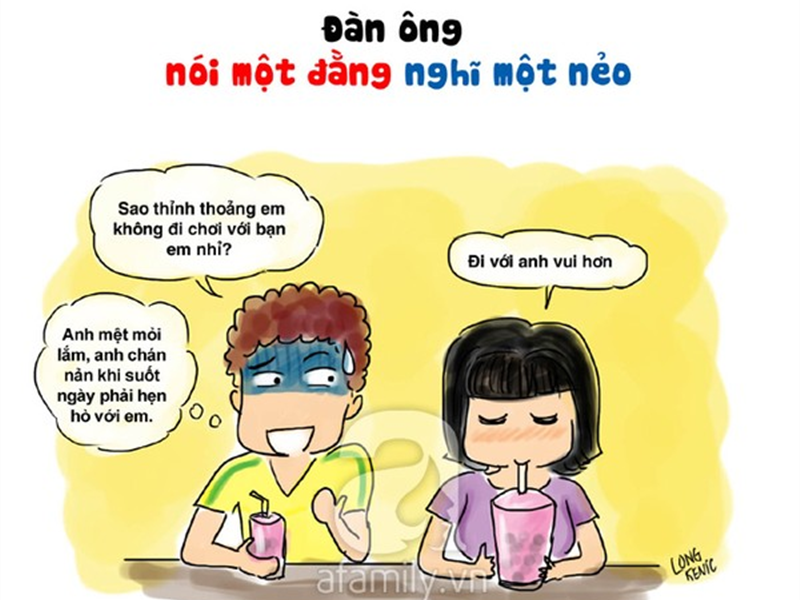 Đàn ông
nói một đằng nghĩ một nẻo
Sao thỉnh thoảng em
không đi chơi với bạn
em nhỉ?
Đi với anh vui hơn
Anh mệt mỏi
lắm, anh chán
nản khi suốt
ngày phải hẹn
hò với em.
LONG
KENIC
afamily.vn